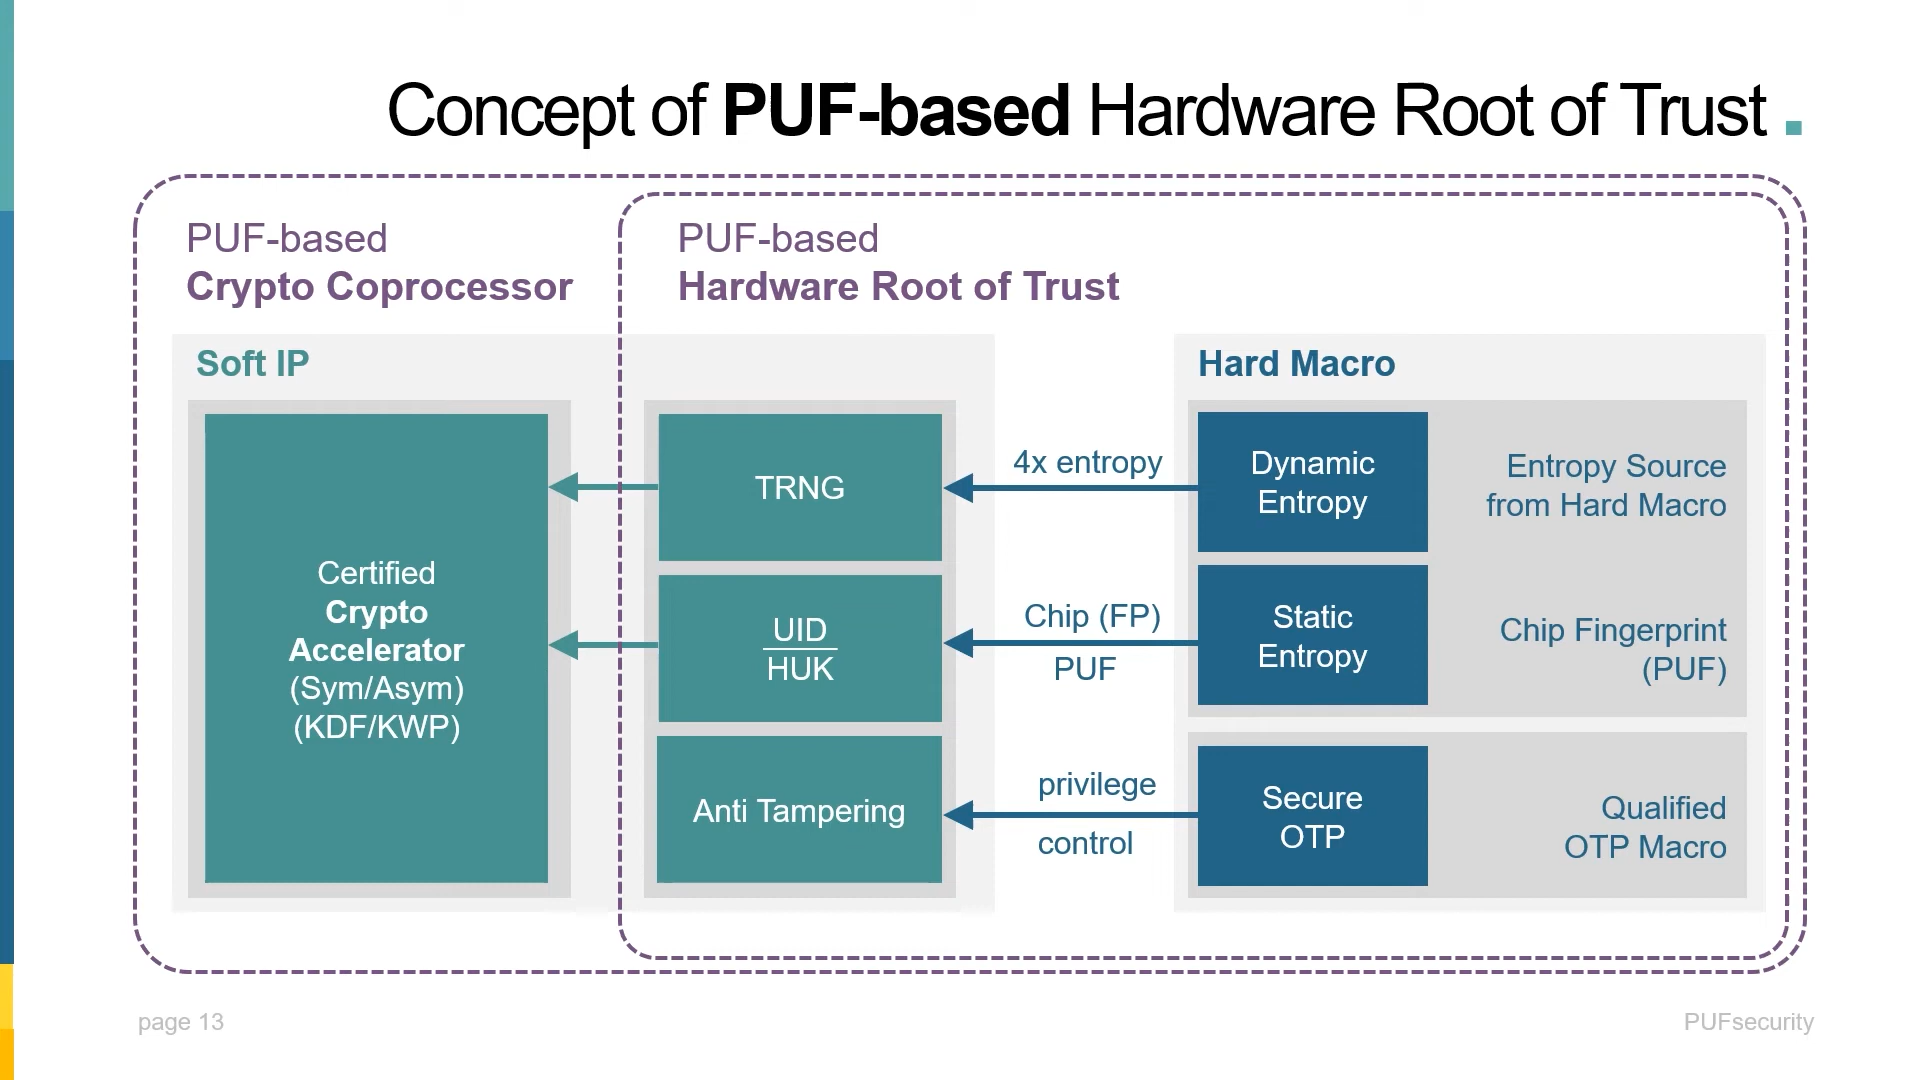 Concept of PUF-based Hardware Root of Trust .
PUF-based
Crypto Coprocessor
PUF-based
Hardware Root of Trust
Soft IP
Certified
Crypto
Accelerator
(Sym/Asym)
(KDF/KWP)
TRNG
UID
HUK
Anti Tampering
4x entropy
Chip (FP)
PUF
privilege
control
Hard Macro
Dynamic
Entropy
Entropy Source
from Hard Macro
Static
Entropy
Chip Fingerprint
(PUF)
Secure
OTP
Qualified
OTP Macro
page 13
PUFsecurity